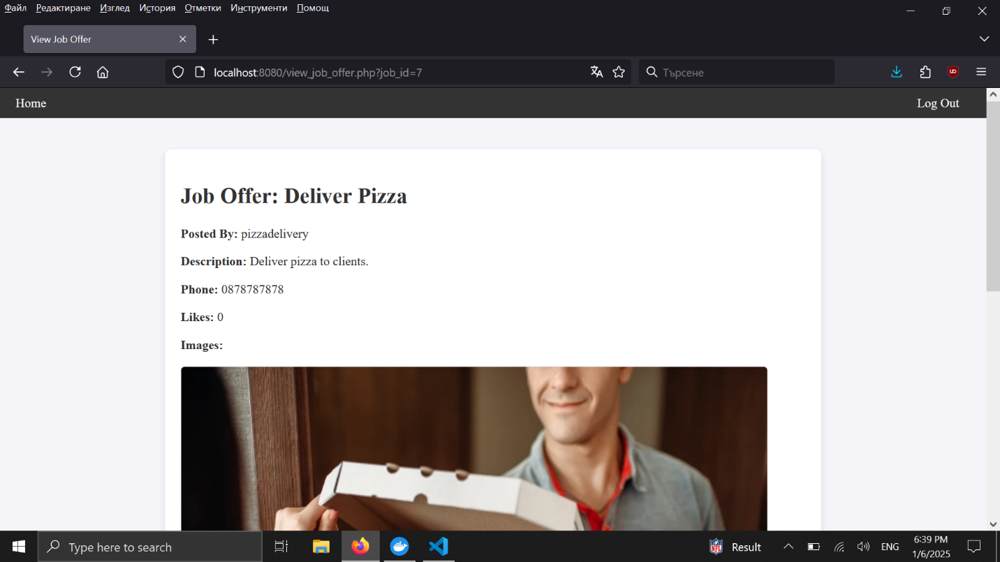 Файл Редактиране Изглед История Отметки Инструменти Помощ
View Job Offer
localhost:8080/view_job_offer.php?job_id=7
Търсене
Home
Log Out
Job Offer: Deliver Pizza
Posted By: pizzadelivery
Description: Deliver pizza to clients.
Phone: 0878787878
Likes: 0
Images:
Type here to search
NFL
Result
ENG
6:39 PM
1/6/2025